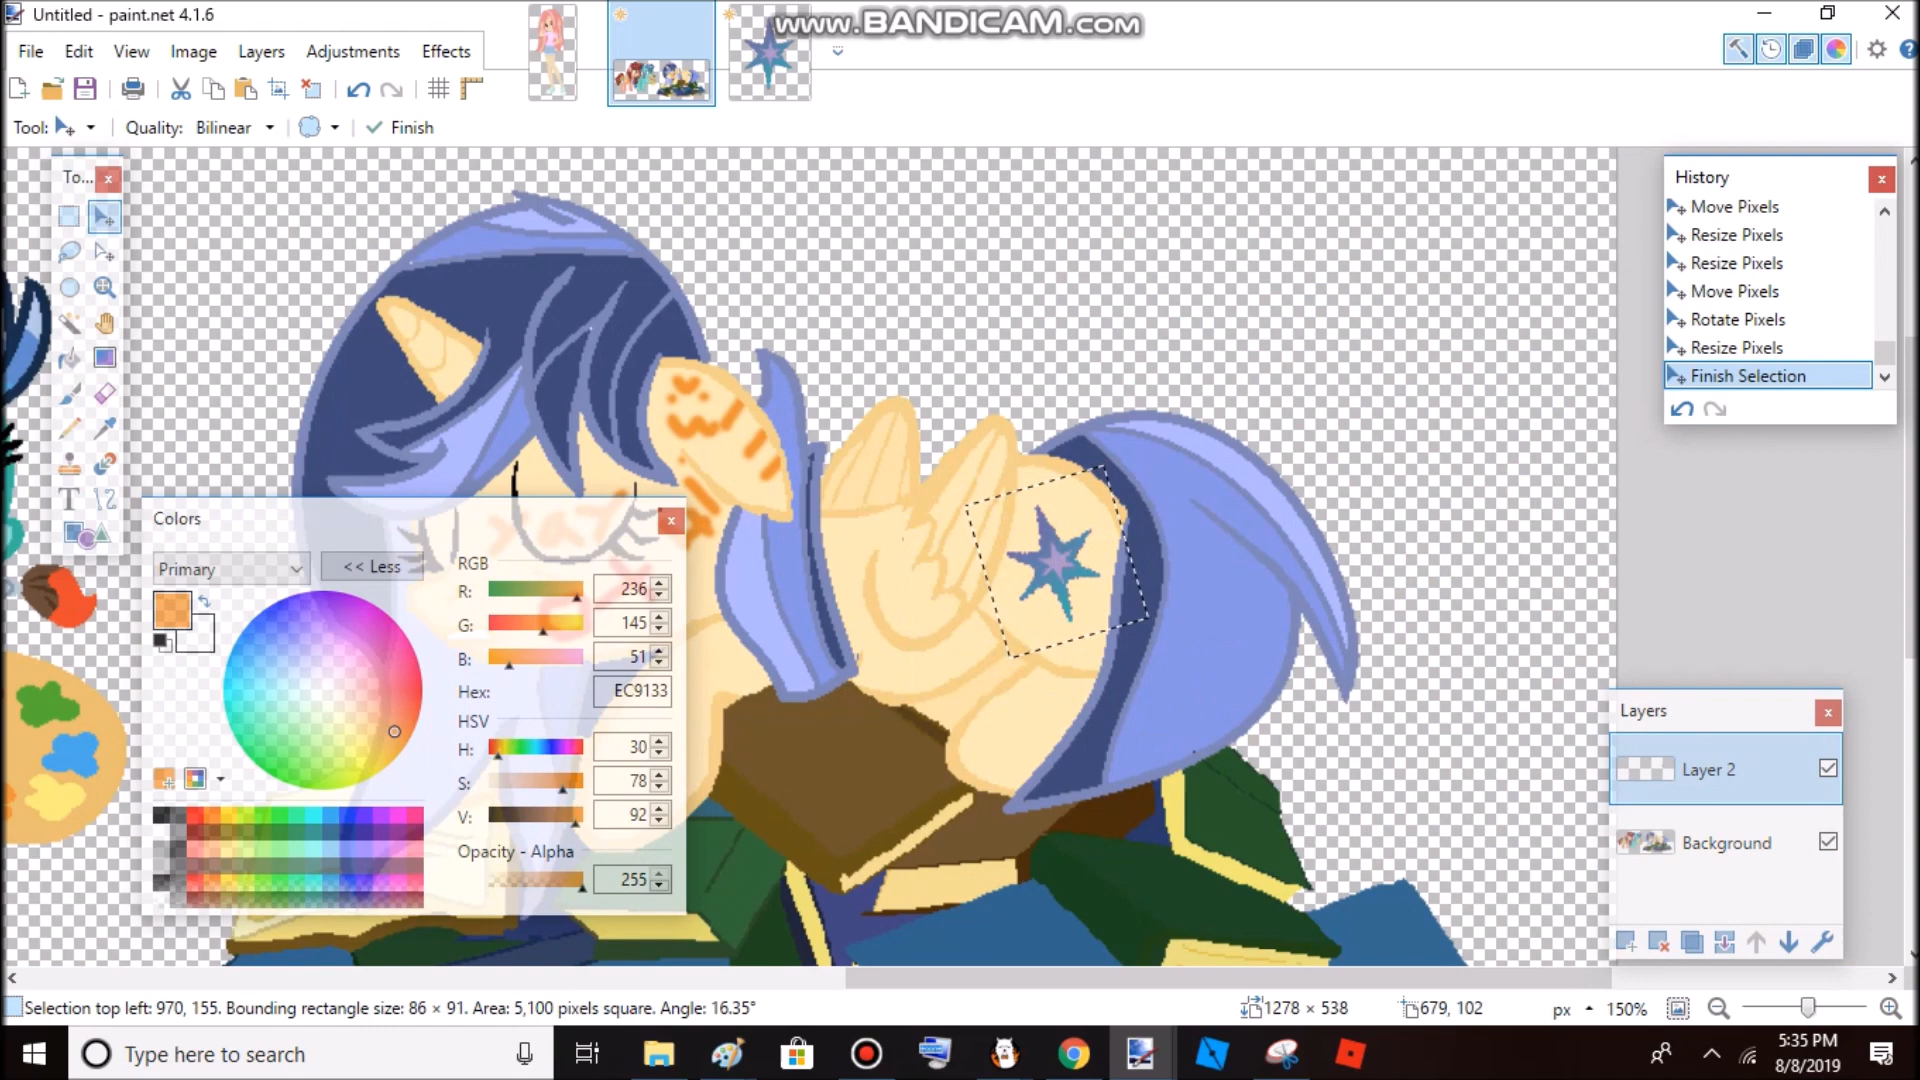 Untitled - paint.net 4.1.6
www.BANDICAM.com
File Edit View Image Layers Adjustments Effects
Tool: Quality: Bilinear Finish
To...
History
Move Pixels
Resize Pixels
Resize Pixels
Move Pixels
Rotate Pixels
Resize Pixels
Finish Selection
Colors
Primary
<< Less
RGB
R: 236
G: 145
B: 51
Hex: EC9133
HSV
H: 30
S: 78
V: 92
Opacity - Alpha
255
Layers
Layer 2
Background
Selection top left: 970, 155. Bounding rectangle size: 86 × 91. Area: 5,100 pixels square. Angle: 16.35°
1278 × 538
679, 102
px
150%
Type here to search
5:35 PM
8/8/2019